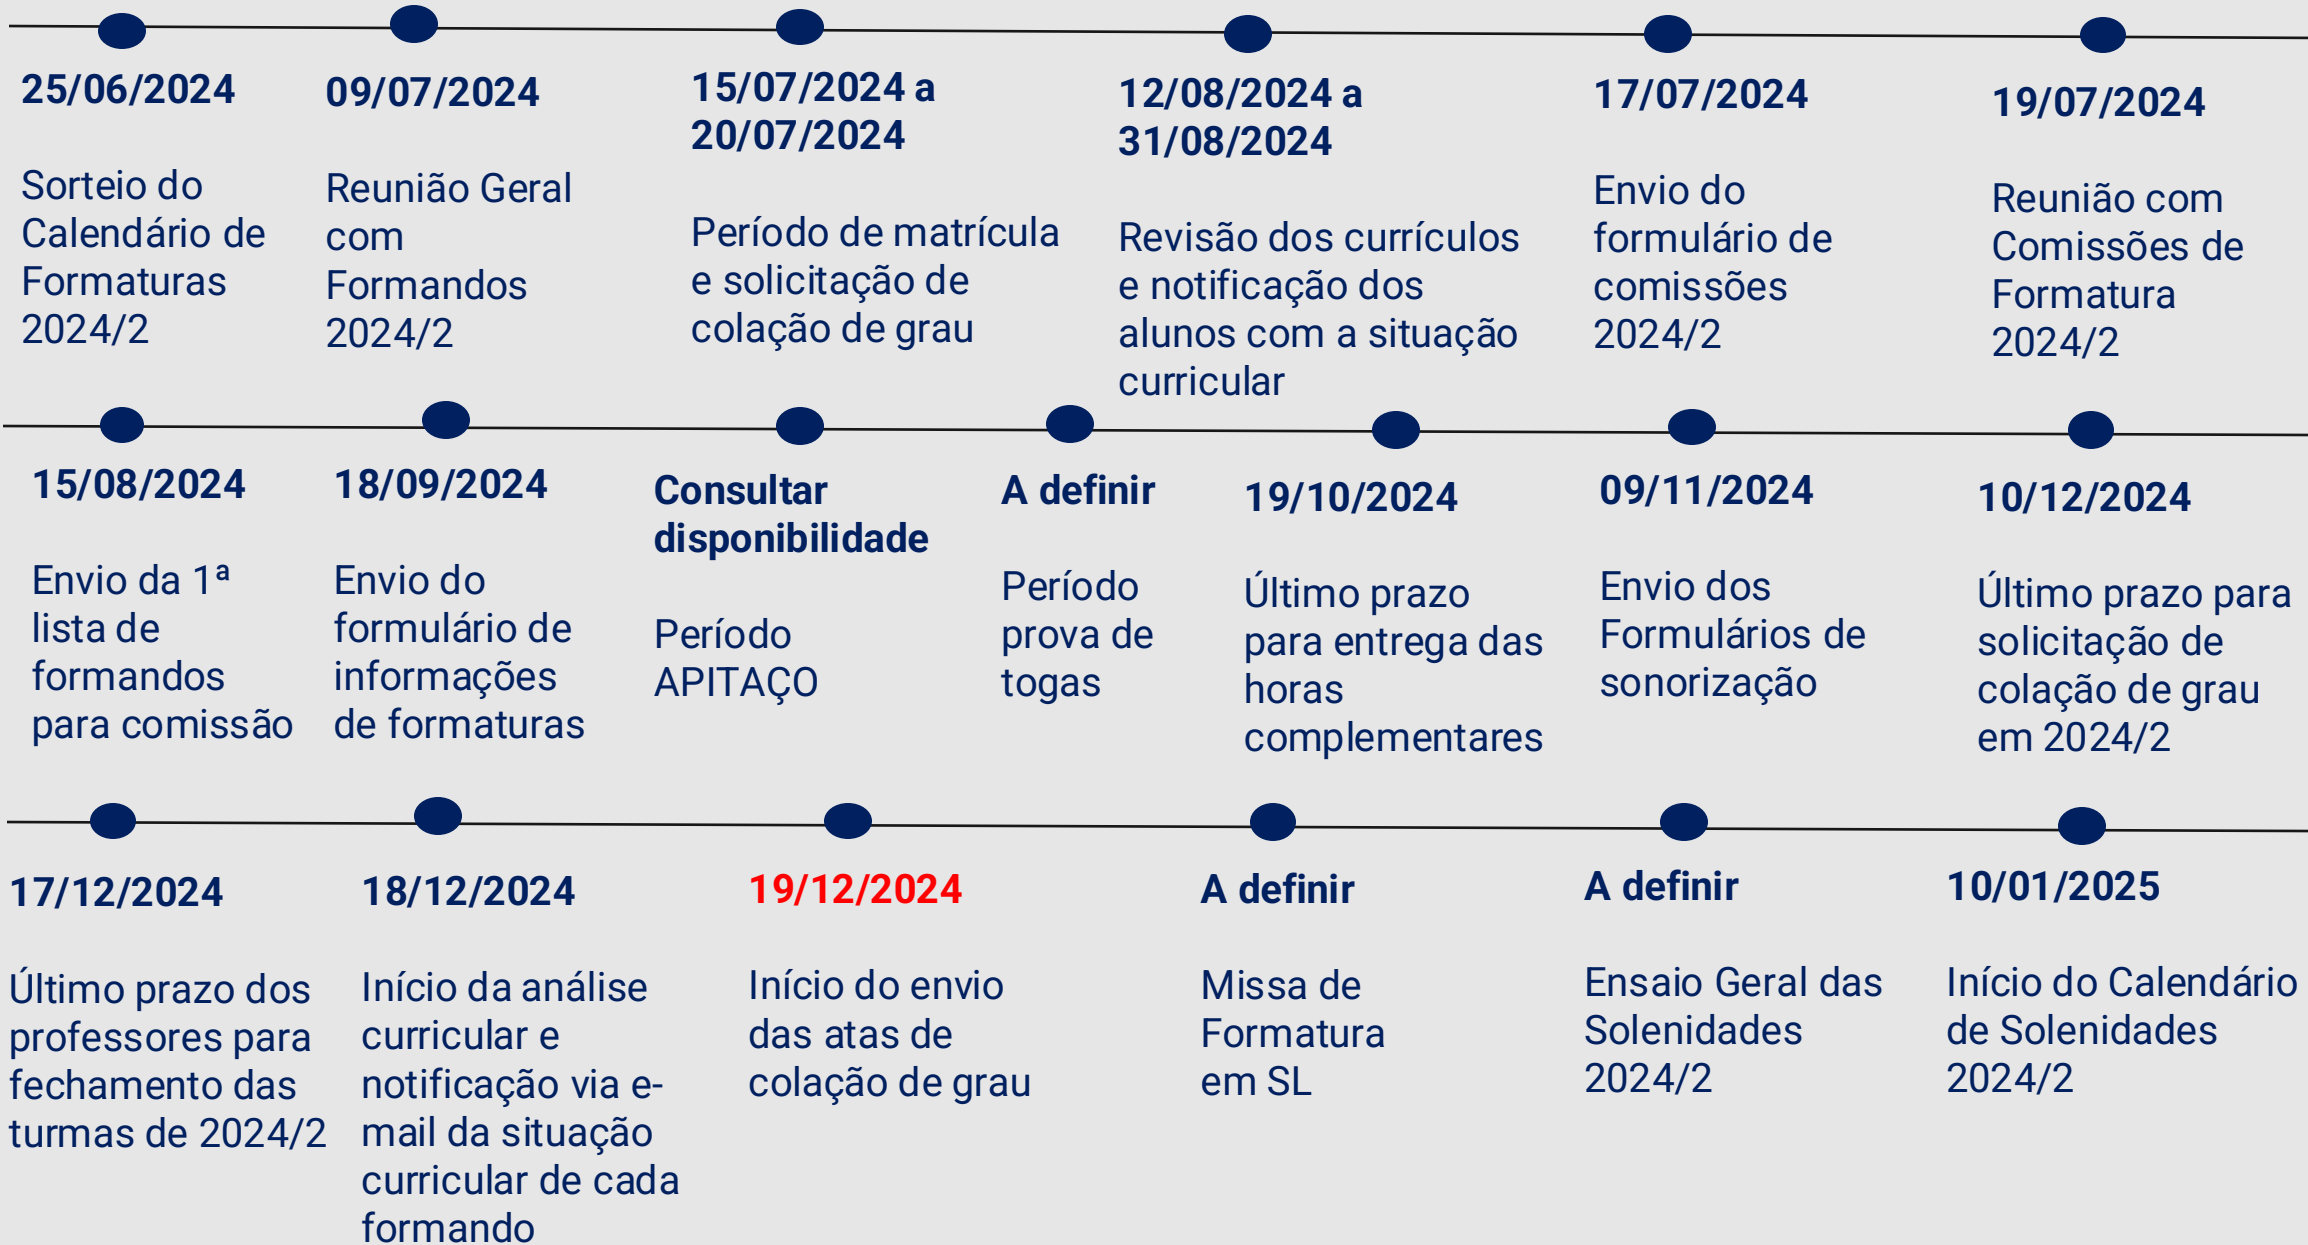 25/06/2024
Sorteio do
Calendário de
Formaturas
2024/2
09/07/2024
Reunião Geral
com
Formandos
2024/2
15/07/2024 a
20/07/2024
Período de matrícula
e solicitação de
colação de grau
12/08/2024 a
31/08/2024
Revisão dos currículos
e notificação dos
alunos com a situação
curricular
17/07/2024
Envio do
formulário de
comissões
2024/2
19/07/2024
Reunião com
Comissões de
Formatura
2024/2
15/08/2024
Envio da 1ª
lista de
formandos
para comissão
18/09/2024
Envio do
formulário de
informações
de formaturas
Consultar
disponibilidade
Período
APITAÇO
A definir
Período
prova de
togas
19/10/2024
Último prazo
para entrega das
horas
complementares
09/11/2024
Envio dos
Formulários de
sonorização
10/12/2024
Último prazo para
solicitação de
colação de grau
em 2024/2
17/12/2024
Último prazo dos
professores para
fechamento das
turmas de 2024/2
18/12/2024
Início da análise
curricular e
notificação via e-
mail da situação
curricular de cada
formando
19/12/2024
Início do envio
das atas de
colação de grau
A definir
Missa de
Formatura
em SL
A definir
Ensaio Geral das
Solenidades
2024/2
10/01/2025
Início do Calendário
de Solenidades
2024/2